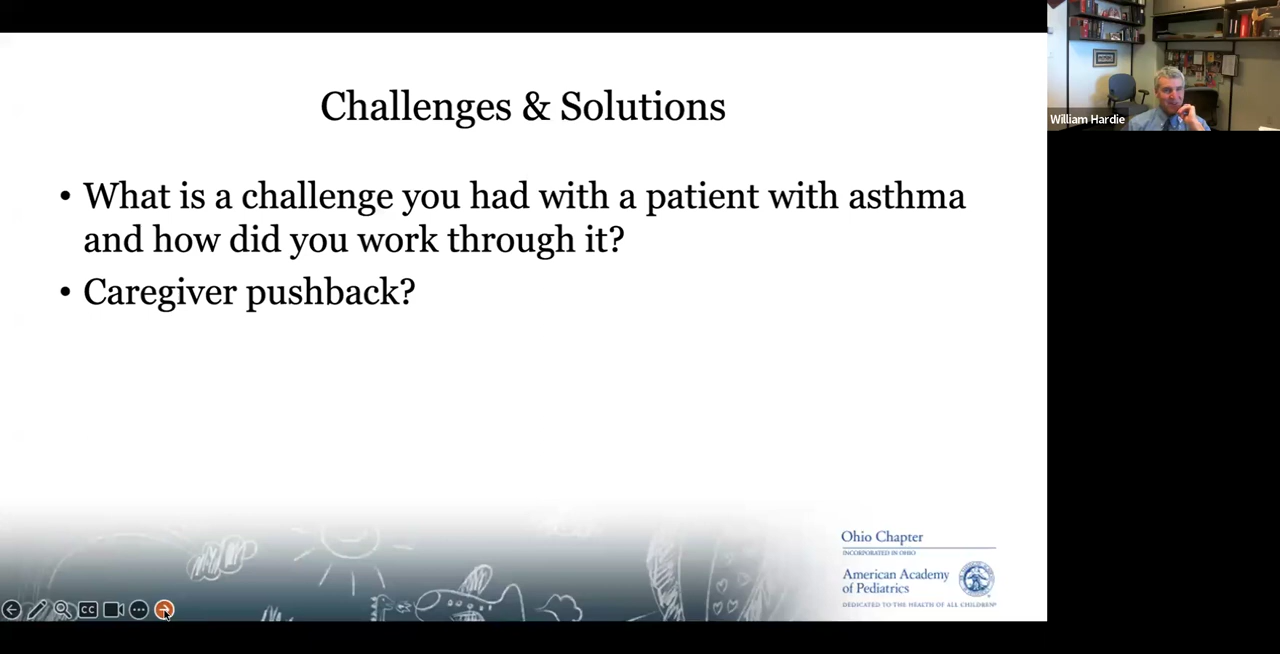 Challenges & Solutions
• What is a challenge you had with a patient with asthma
and how did you work through it?
• Caregiver pushback?
William Hardie
Ohio Chapter
INCORPORATED IN OHIO
American Academy
of Pediatrics
DEDICATED TO THE HEALTH OF ALL CHILDREN®
CC